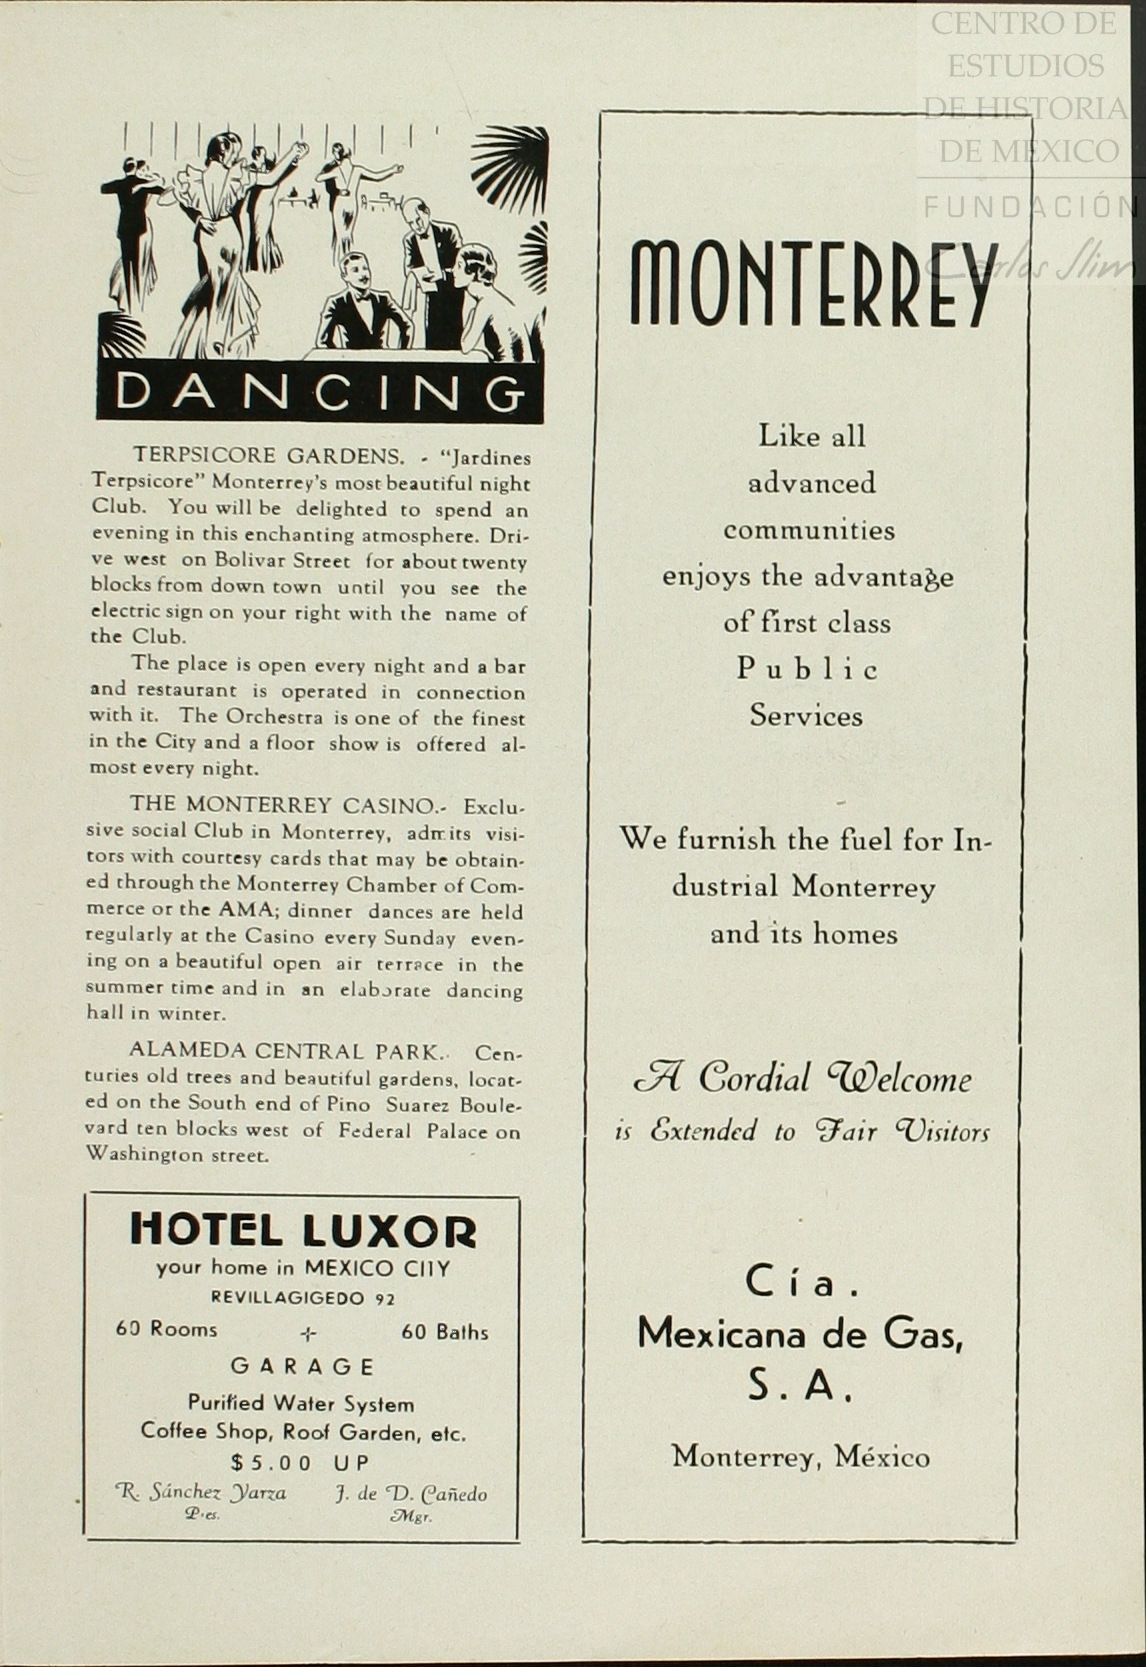 CENTRO DE
ESTUDIOS
DE HISTORIA
DE MÉXICO
FUNDACIÓN
Carlos Slim
DANCING
TERPSICORE GARDENS. - "Jardines
Terpsicore" Monterrey's most beautiful night
Club. You will be delighted to spend an
evening in this enchanting atmosphere. Dri-
ve west on Bolivar Street for about twenty
blocks from down town until you see the
electric sign on your right with the name of
the Club.
The place is open every night and a bar
and restaurant is operated in connection
with it. The Orchestra is one of the finest
in the City and a floor show is offered al-
most every night.
THE MONTERREY CASINO.- Exclu-
sive social Club in Monterrey, admits visi-
tors with courtesy cards that may be obtain-
ed through the Monterrey Chamber of Com-
merce or the AMA; dinner dances are held
regularly at the Casino every Sunday even-
ing on a beautiful open air terrace in the
summer time and in an elaborate dancing
hall in winter.
ALAMEDA CENTRAL PARK.- Cen-
turies old trees and beautiful gardens, locat-
ed on the South end of Pino Suarez Boule-
vard ten blocks west of Federal Palace on
Washington street.
HOTEL LUXOR
your home in MEXICO CITY
REVILLAGIGEDO 92
60 Rooms 60 Baths
GARAGE
Purified Water System
Coffee Shop, Roof Garden, etc.
$5.00 UP
R. Sánchez Yarza J. de D. Cañedo
Pres. Mgr.
MONTERREY
Like all
advanced
communities
enjoys the advantage
of first class
Public
Services
We furnish the fuel for In-
dustrial Monterrey
and its homes
A Cordial Welcome
is Extended to Fair Visitors
Cía.
Mexicana de Gas,
S. A.
Monterrey, México